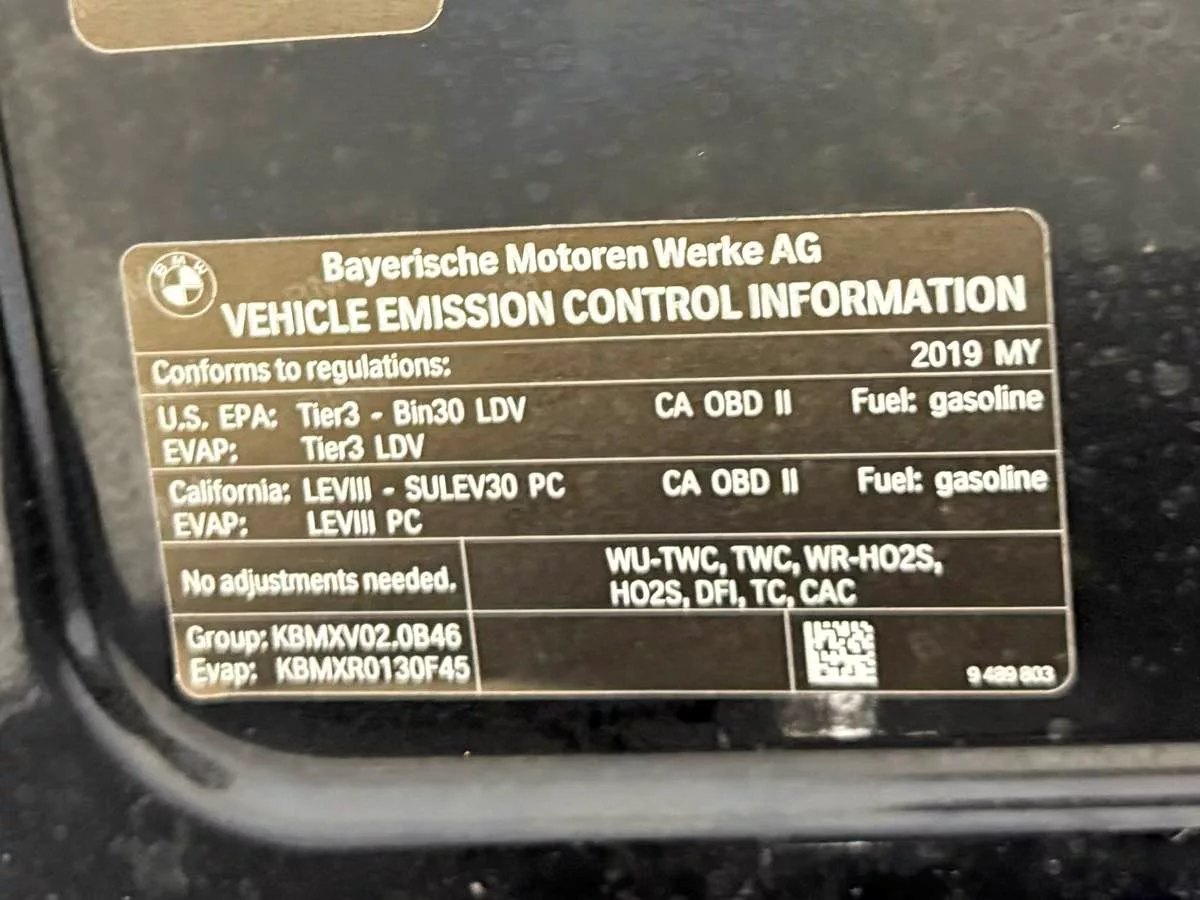 BMW
Bayerische Motoren Werke AG
VEHICLE EMISSION CONTROL INFORMATION
Conforms to regulations: 2019 MY
U.S. EPA: Tier3 - Bin30 LDV CA OBD II Fuel: gasoline
EVAP: Tier3 LDV
California: LEVIII - SULEV30 PC CA OBD II Fuel: gasoline
EVAP: LEVIII PC
No adjustments needed.
WU-TWC, TWC, WR-HO2S,
HO2S, DFI, TC, CAC
Group: KBMXV02.0B46
Evap: KBMXR0130F45
9 489 803